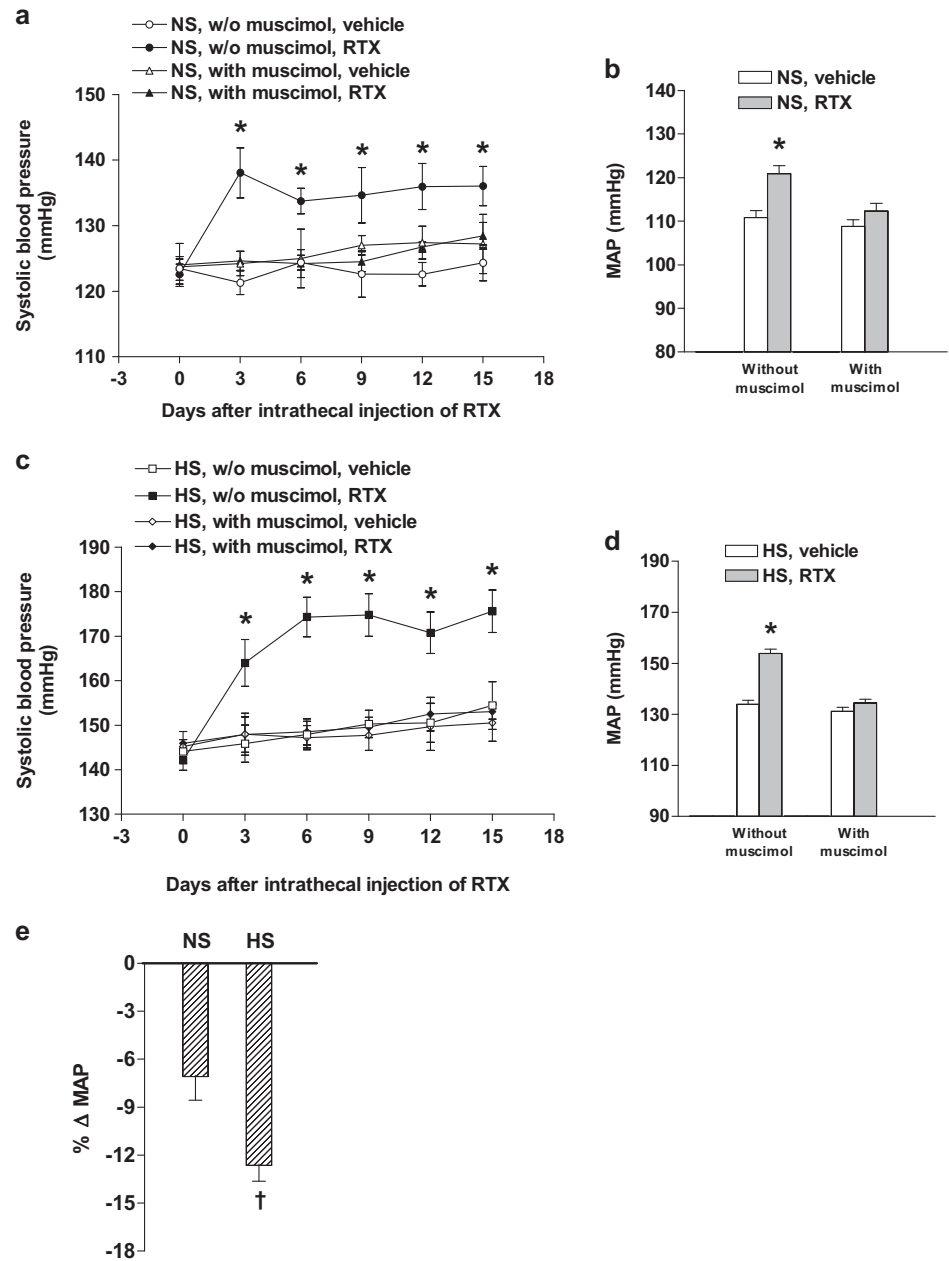 a
NS, w/o muscimol, vehicle
NS, w/o muscimol, RTX
NS, with muscimol, vehicle
NS, with muscimol, RTX
150
140
130
120
110
Systolic blood pressure
(mmHg)
* * * * *
-3 0 3 6 9 12 15 18
Days after intrathecal injection of RTX
b
NS, vehicle
NS, RTX
140
130
120
110
100
90
80
MAP (mmHg)
*
Without
muscimol
With
muscimol
c
HS, w/o muscimol, vehicle
HS, w/o muscimol, RTX
HS, with muscimol, vehicle
HS, with muscimol, RTX
190
180
170
160
150
140
130
Systolic blood pressure
(mmHg)
* * * * *
-3 0 3 6 9 12 15 18
Days after intrathecal injection of RTX
d
HS, vehicle
HS, RTX
190
170
150
130
110
90
MAP (mmHg)
*
Without
muscimol
With
muscimol
e
NS HS
0
-3
-6
-9
-12
-15
-18
% Δ MAP
†